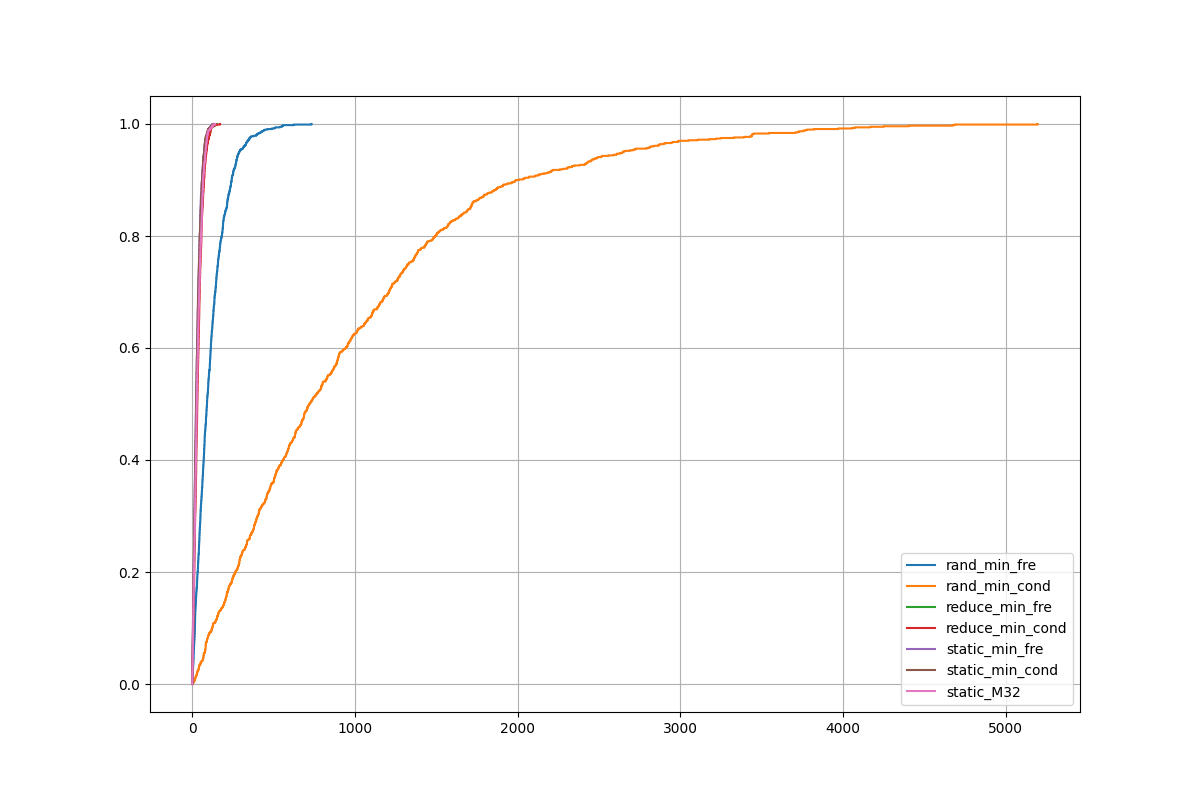 1.0
0.8
0.6
0.4
0.2
0.0
0 1000 2000 3000 4000 5000
rand_min_fre
rand_min_cond
reduce_min_fre
reduce_min_cond
static_min_fre
static_min_cond
static_M32